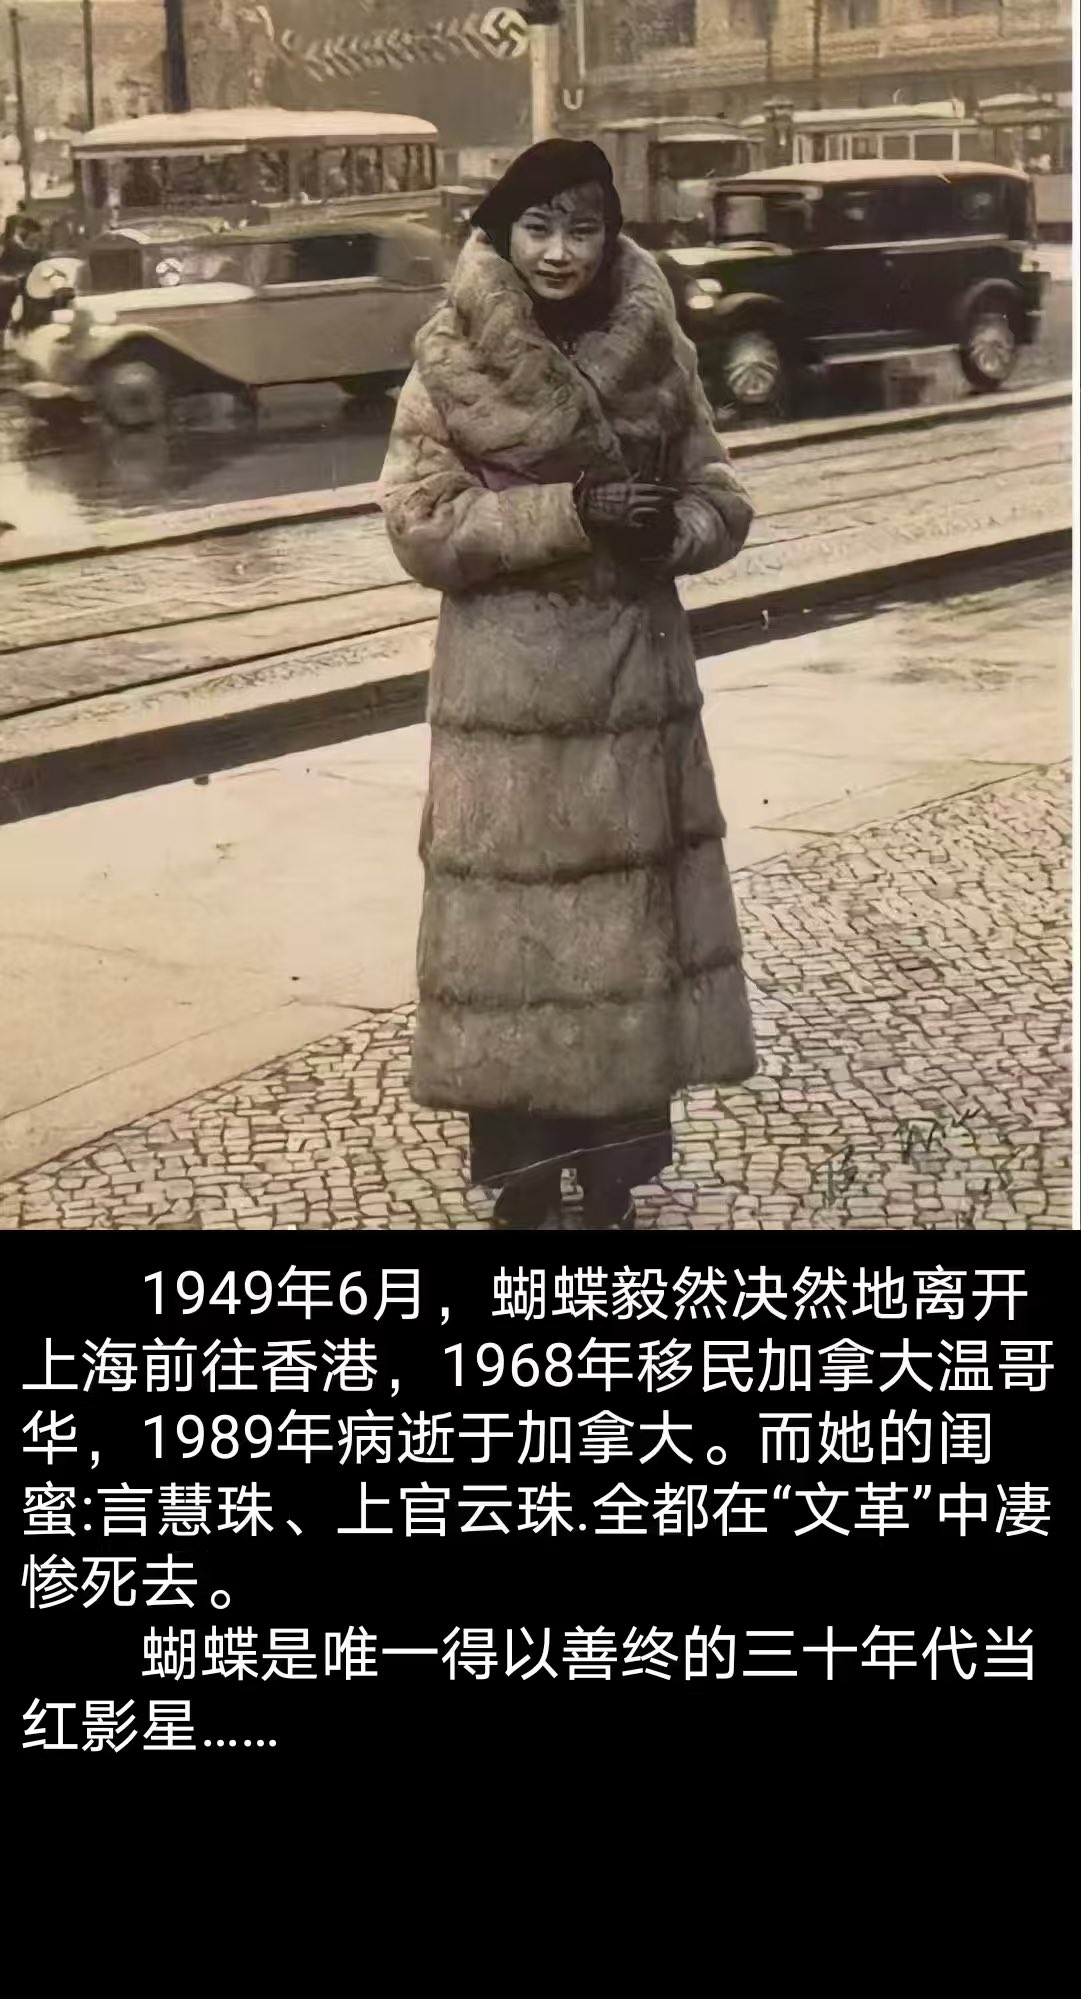 U
1949年6月，蝴蝶毅然决然地离开
上海前往香港，1968年移民加拿大温哥
华，1989年病逝于加拿大。而她的闺
蜜:言慧珠、上官云珠.全都在“文革”中凄
惨死去。
蝴蝶是唯一得以善终的三十年代当
红影星......